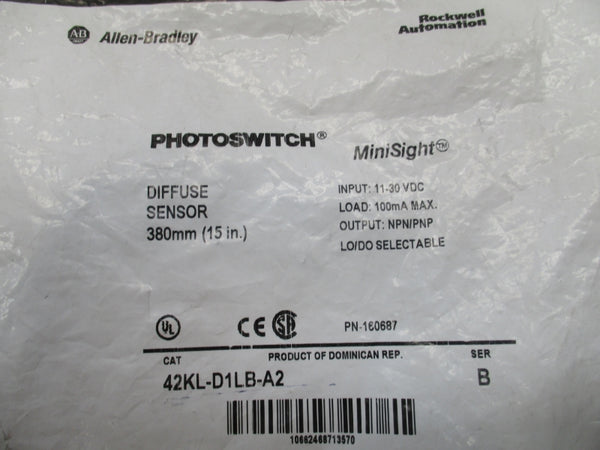 AB Allen-Bradley
Rockwell
Automation
PHOTOSWITCH®
MiniSight™
DIFFUSE
SENSOR
380mm (15 in.)
INPUT: 11-30 VDC
LOAD: 100mA MAX.
OUTPUT: NPN/PNP
LO/DO SELECTABLE
UL CE SA PN-160687
PRODUCT OF DOMINICAN REP.
CAT SER
42KL-D1LB-A2 B
10662468713570